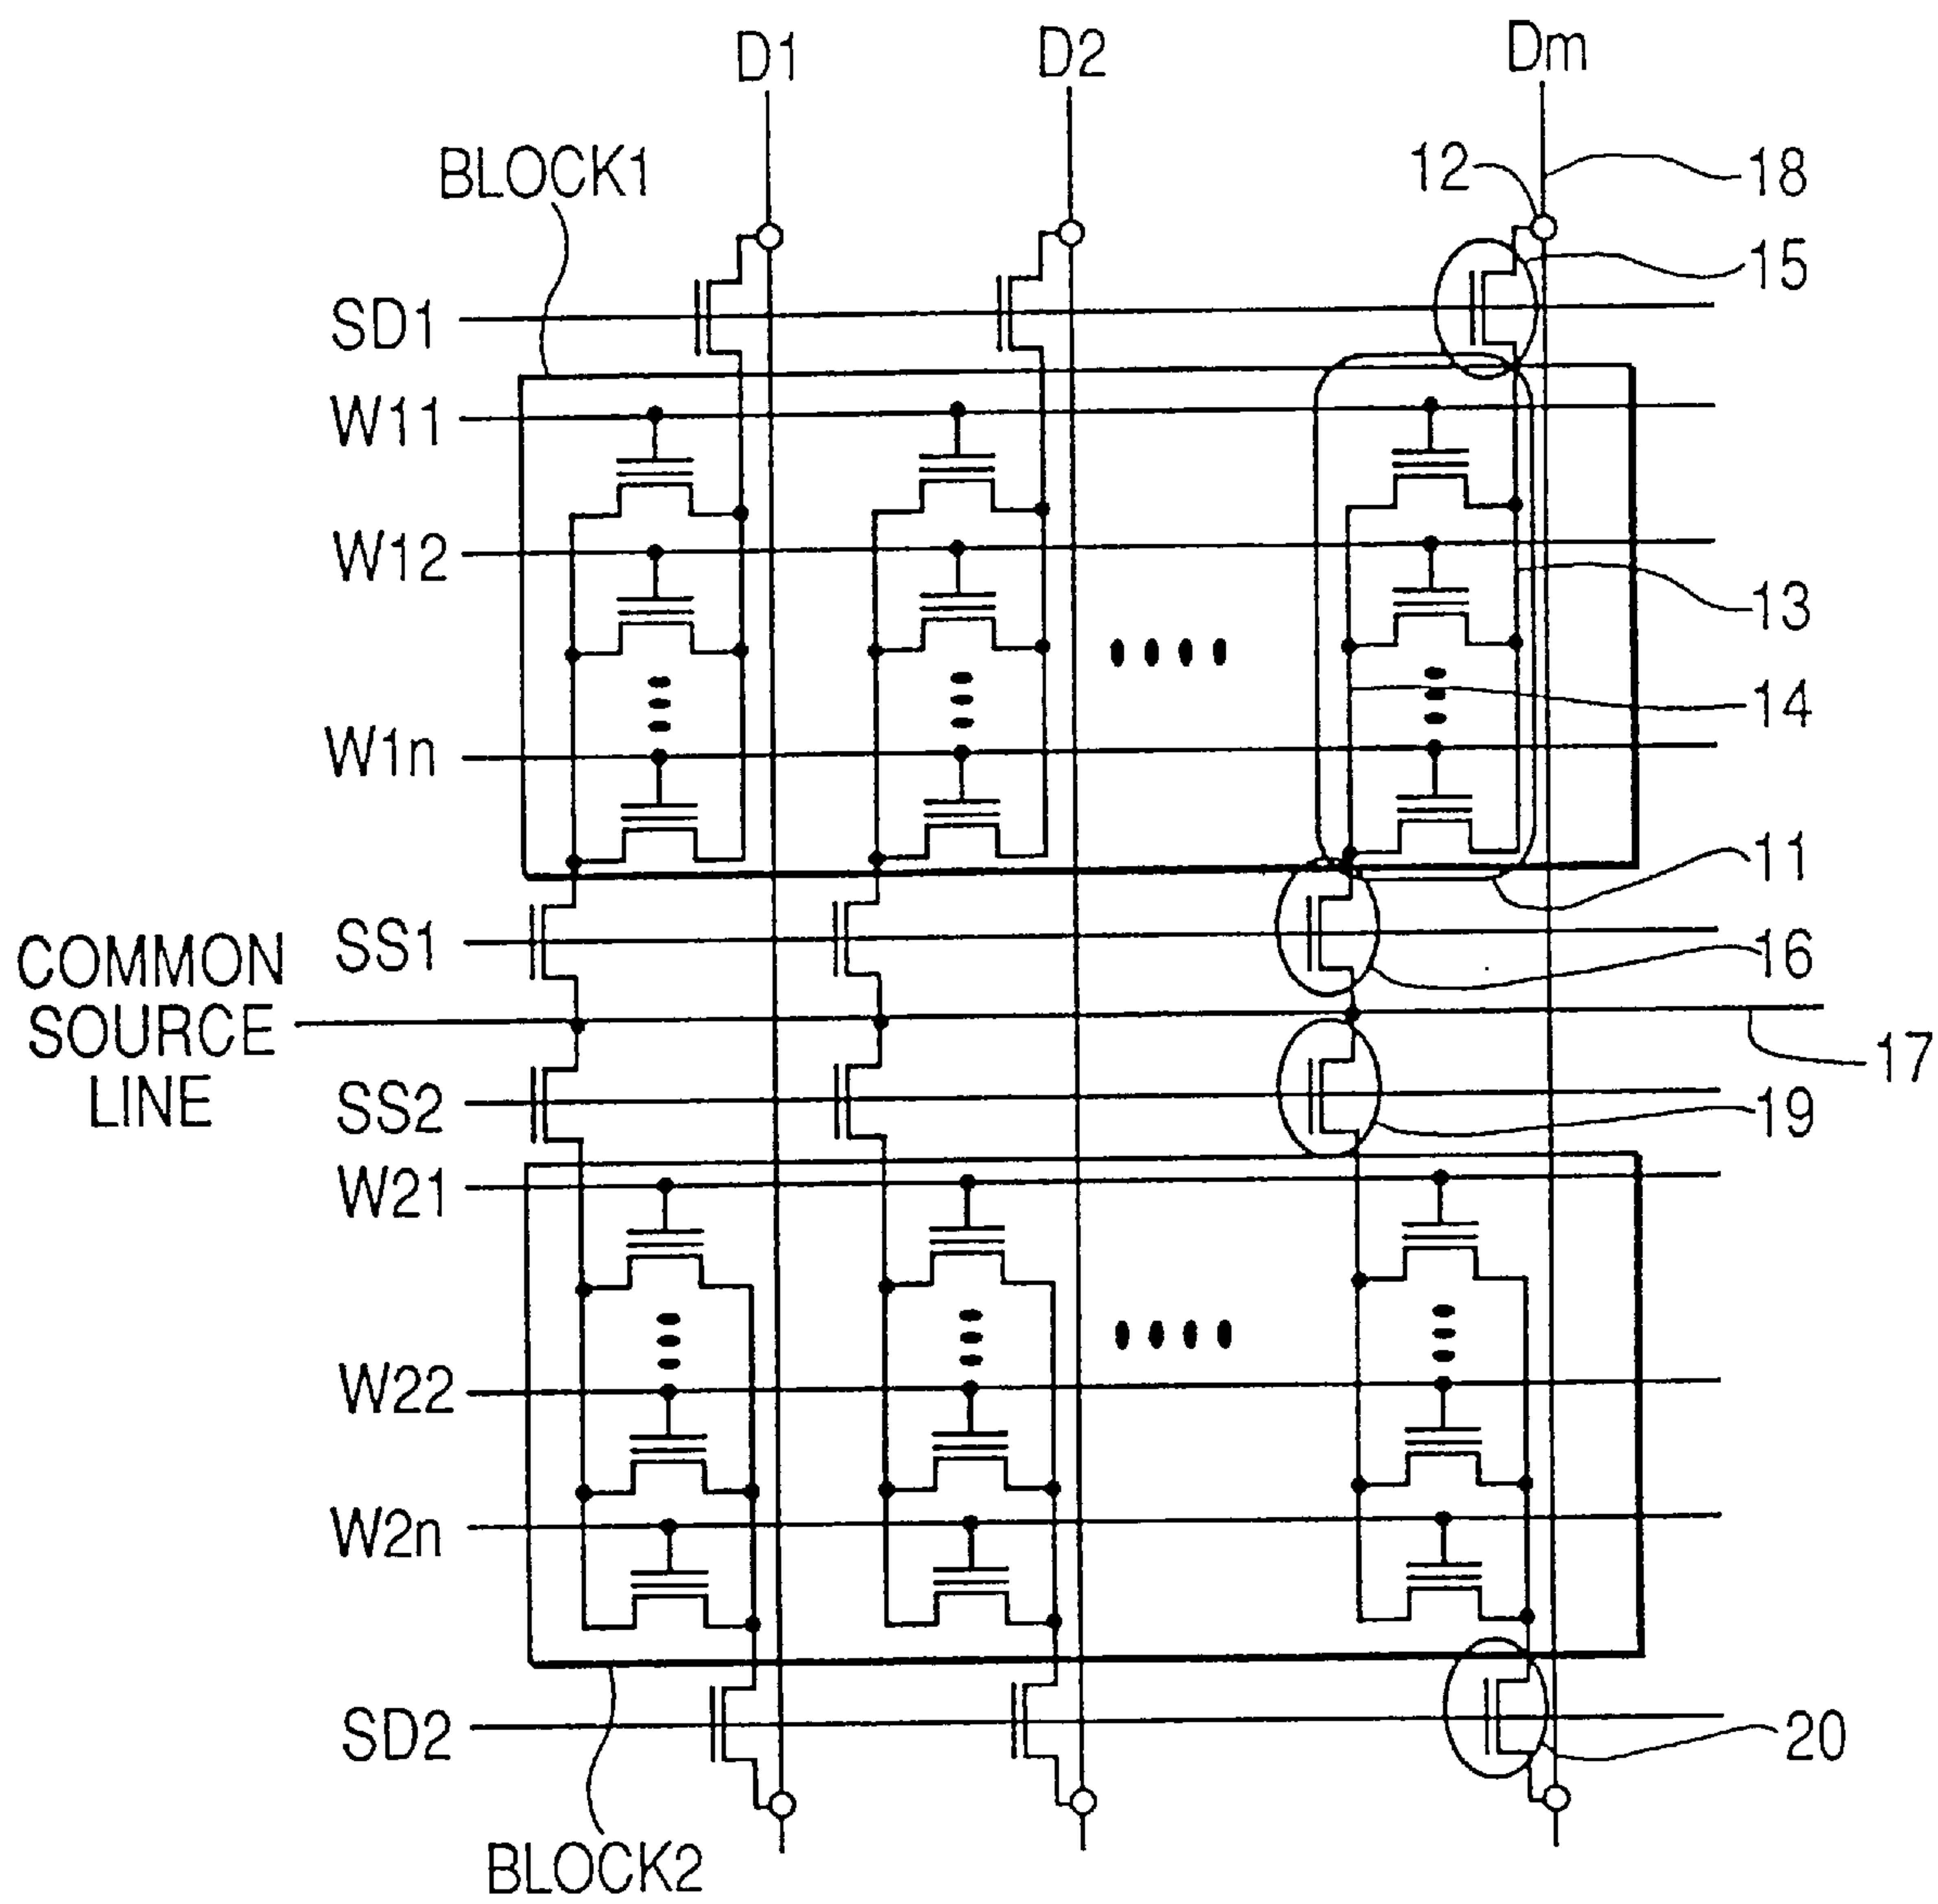 D1
D2
Dm
BLOCK1
12
18
15
SD1
W11
W12
13
14
W1n
11
SS1
16
COMMON
SOURCE
LINE
17
SS2
19
W21
W22
W2n
SD2
20
BLOCK2